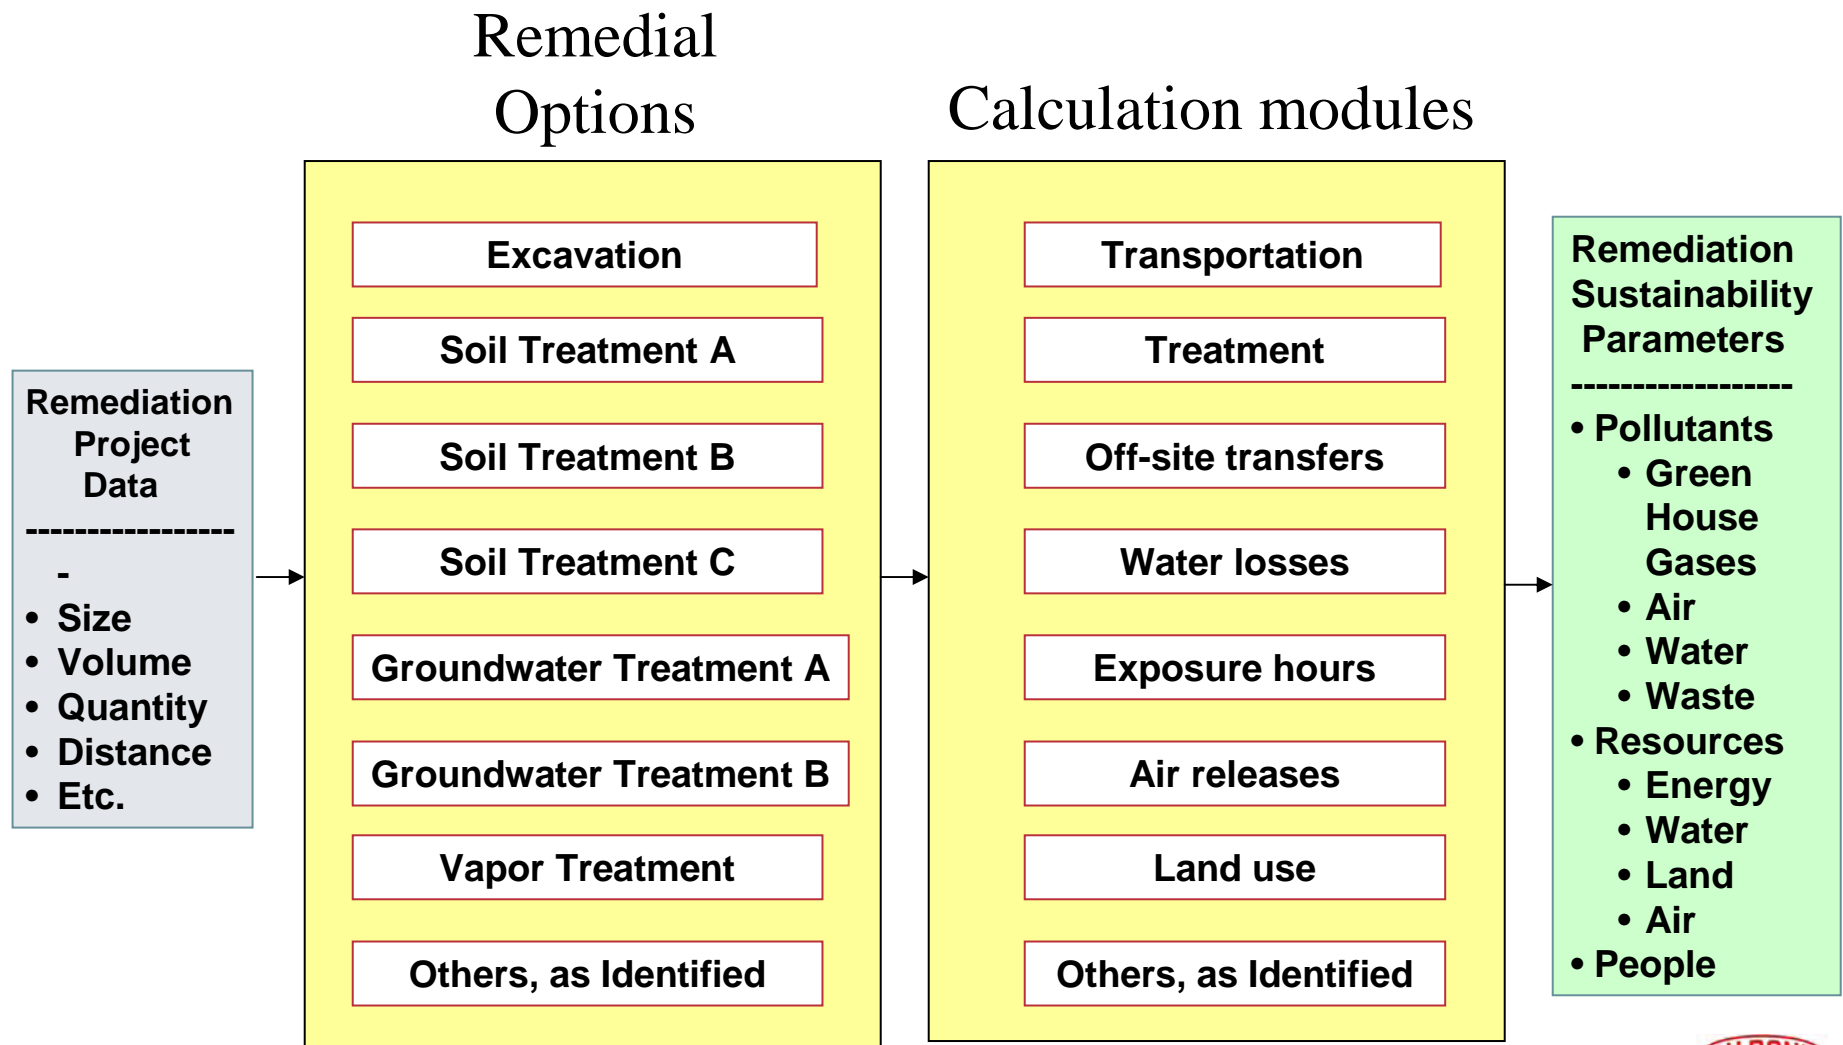 Remedial
Options
Calculation modules
Remediation
Project
Data
-----------------
-
• Size
• Volume
• Quantity
• Distance
• Etc.
Excavation
Soil Treatment A
Soil Treatment B
Soil Treatment C
Groundwater Treatment A
Groundwater Treatment B
Vapor Treatment
Others, as Identified
Transportation
Treatment
Off-site transfers
Water losses
Exposure hours
Air releases
Land use
Others, as Identified
Remediation
Sustainability
Parameters
------------------
• Pollutants
• Green
House
Gases
• Air
• Water
• Waste
• Resources
• Energy
• Water
• Land
• Air
• People